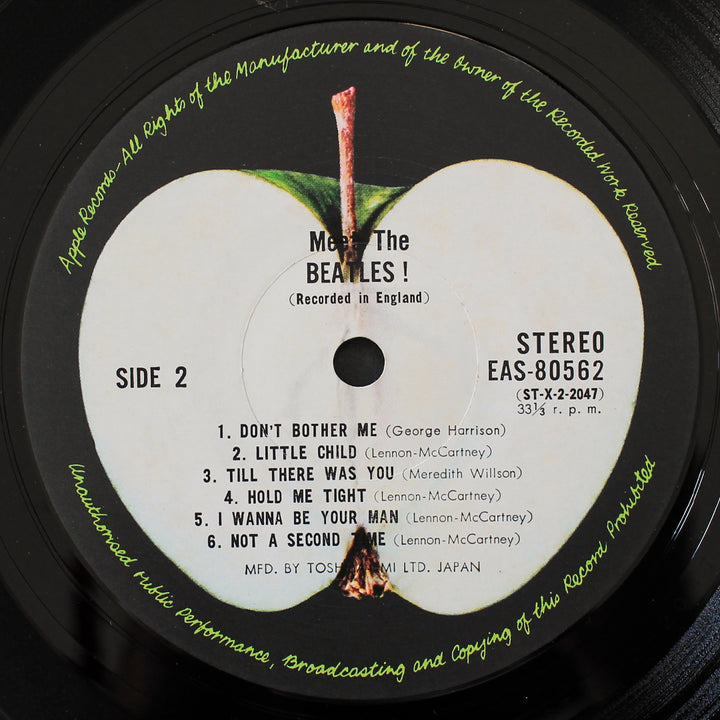 Apple Records-All Rights of the Manufacturer and of the Owner of the Recorded Work Reserved
Meet The
BEATLES !
(Recorded in England)
SIDE 2
STEREO
EAS-80562
(ST-X-2-2047)
33⅓ r. p. m.
1. DON'T BOTHER ME (George Harrison)
2. LITTLE CHILD (Lennon-McCartney)
3. TILL THERE WAS YOU (Meredith Willson)
4. HOLD ME TIGHT (Lennon-McCartney)
5. I WANNA BE YOUR MAN (Lennon-McCartney)
6. NOT A SECOND TIME (Lennon-McCartney)
MFD. BY TOSHIBA EMI LTD. JAPAN
Unauthorised Public Performance, Broadcasting and Copying of this Record Prohibited